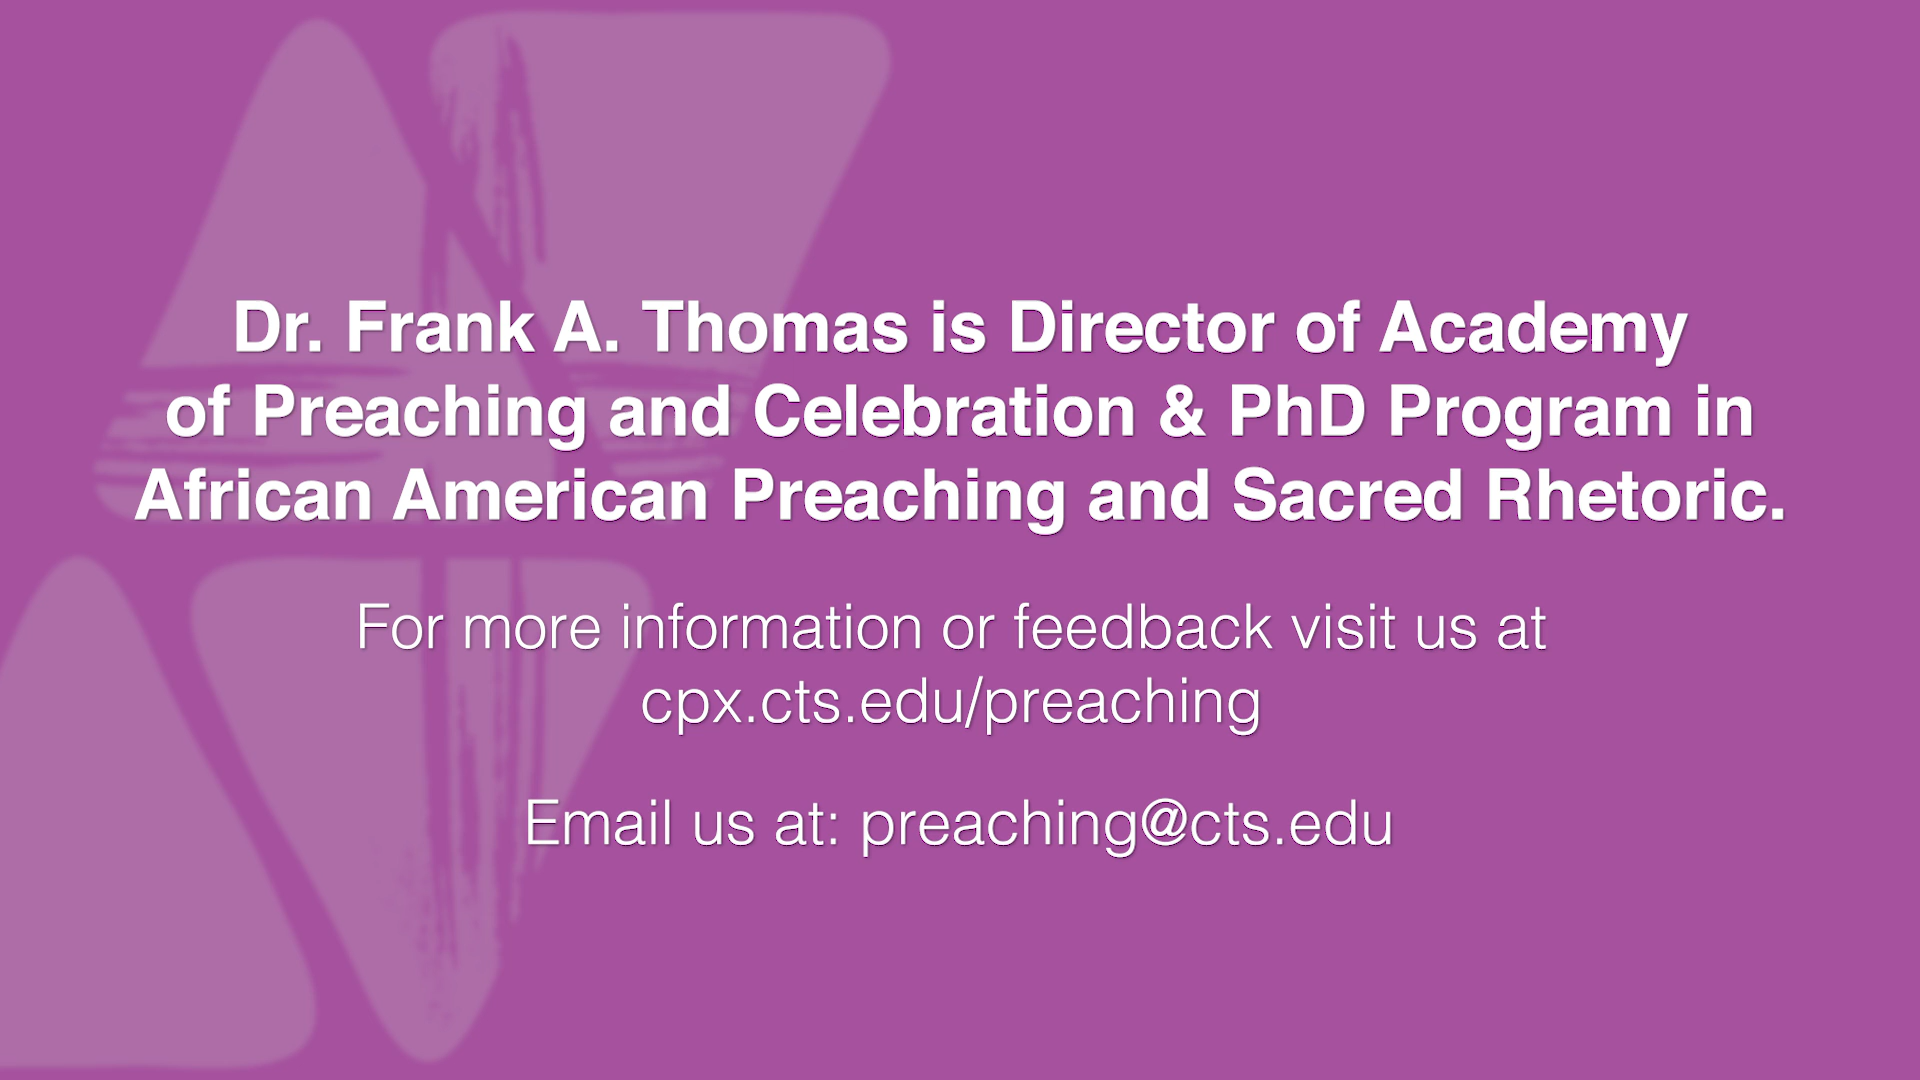 Dr. Frank A. Thomas is Director of Academy
of Preaching and Celebration & PhD Program in
African American Preaching and Sacred Rhetoric.
For more information or feedback visit us at
cpx.cts.edu/preaching
Email us at: preaching@cts.edu